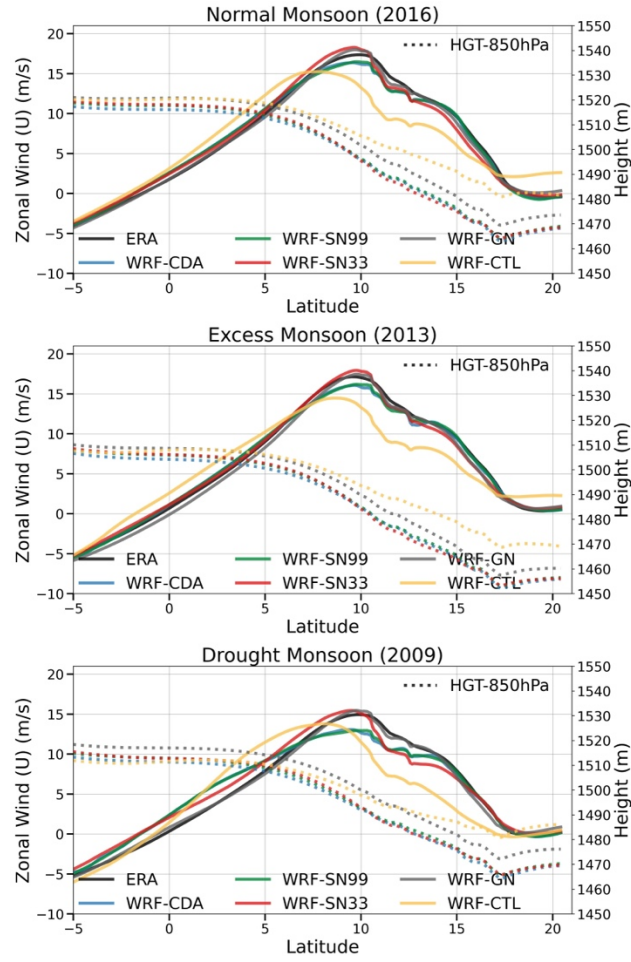 Normal Monsoon (2016)
20
15
10
5
0
−5
−10
Zonal Wind (U) (m/s)
HGT-850hPa
ERA WRF-SN99 WRF-GN
WRF-CDA WRF-SN33 WRF-CTL
1550
1540
1530
1520
1510
1500
1490
1480
1470
1460
1450
Height (m)
−5 0 5 10 15 20
Latitude
Excess Monsoon (2013)
20
15
10
5
0
−5
−10
Zonal Wind (U) (m/s)
HGT-850hPa
ERA WRF-SN99 WRF-GN
WRF-CDA WRF-SN33 WRF-CTL
1550
1540
1530
1520
1510
1500
1490
1480
1470
1460
1450
Height (m)
−5 0 5 10 15 20
Latitude
Drought Monsoon (2009)
20
15
10
5
0
−5
−10
Zonal Wind (U) (m/s)
HGT-850hPa
ERA WRF-SN99 WRF-GN
WRF-CDA WRF-SN33 WRF-CTL
1550
1540
1530
1520
1510
1500
1490
1480
1470
1460
1450
Height (m)
−5 0 5 10 15 20
Latitude